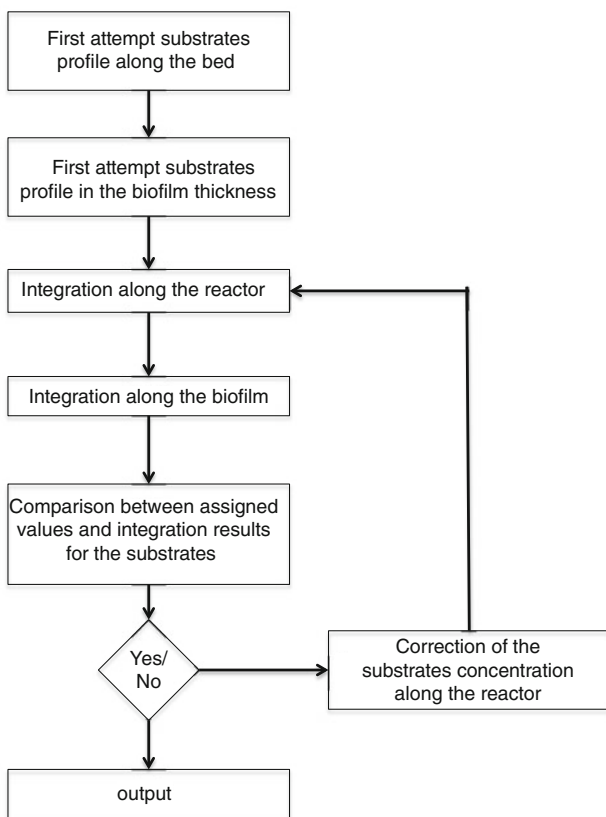 First attempt substrates
profile along the bed
First attempt substrates
profile in the biofilm thickness
Integration along the reactor
Integration along the biofilm
Comparison between assigned
values and integration results
for the substrates
Yes/
No
Correction of the
substrates concentration
along the reactor
output